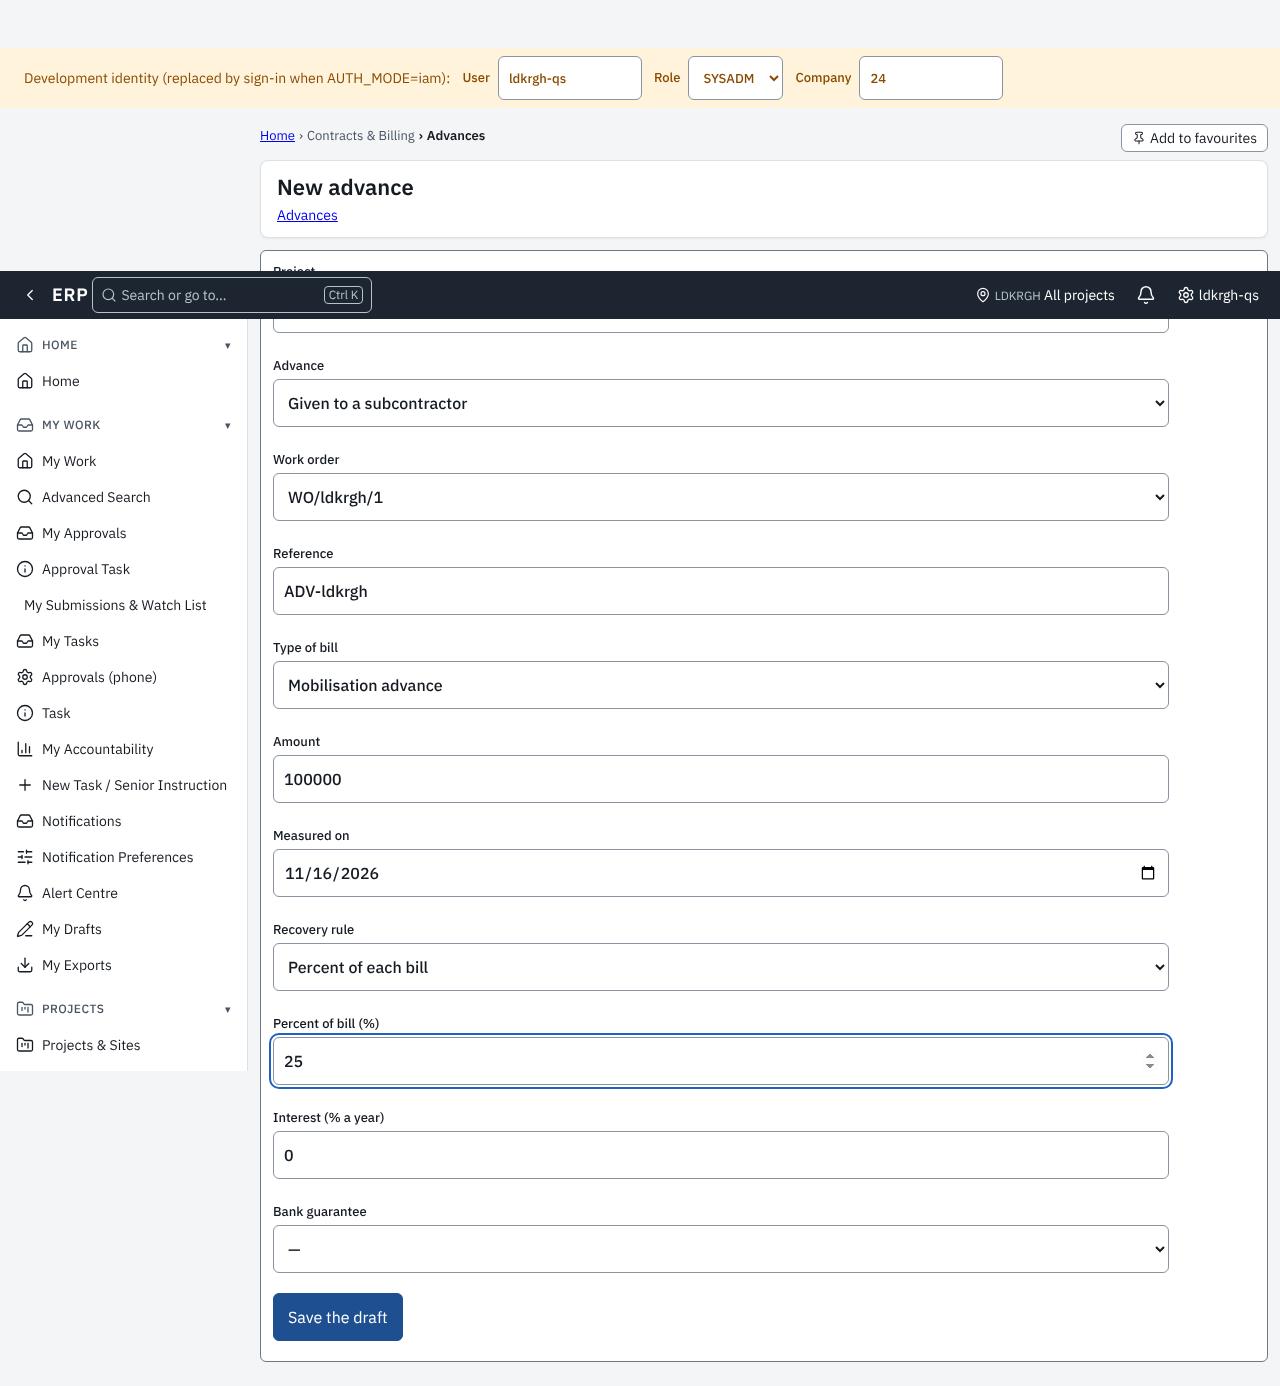 Development identity (replaced by sign-in when AUTH_MODE=iam): User ldkrgh-qs Role SYSADM Company 24
Home › Contracts & Billing › Advances
Add to favourites
New advance
Advances
Project
ERP Search or go to... Ctrl K LDKRGH All projects ldkrgh-qs
HOME
Home
MY WORK
My Work
Advanced Search
My Approvals
Approval Task
My Submissions & Watch List
My Tasks
Approvals (phone)
Task
My Accountability
New Task / Senior Instruction
Notifications
Notification Preferences
Alert Centre
My Drafts
My Exports
PROJECTS
Projects & Sites
Advance
Given to a subcontractor
Work order
WO/ldkrgh/1
Reference
ADV-ldkrgh
Type of bill
Mobilisation advance
Amount
100000
Measured on
11/16/2026
Recovery rule
Percent of each bill
Percent of bill (%)
25
Interest (% a year)
0
Bank guarantee
—
Save the draft